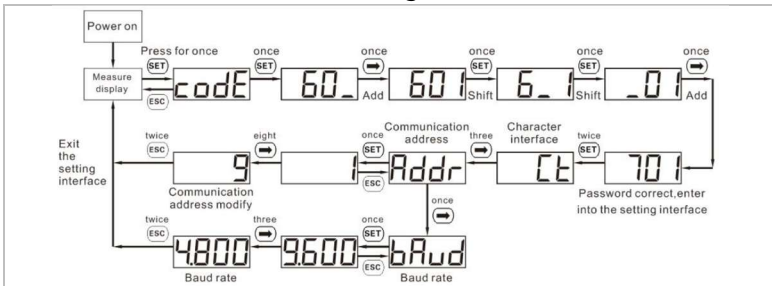 Power on
Press for once
once
once
once
once
once
Measure
display
SET
ESC
codE
SET
60_
Add
→
601
Shift
SET
6_1
Shift
SET
_01
Add
→
Exit
the
setting
interface
twice
ESC
9
eight
→
1
once
SET
ESC
Communication
address
Addr
three
→
Character
interface
Ct
twice
SET
701
Communication
address modify
Password correct,enter
into the setting interface
once
→
twice
ESC
4.800
three
→
9.600
once
SET
ESC
bAud
Baud rate
Baud rate